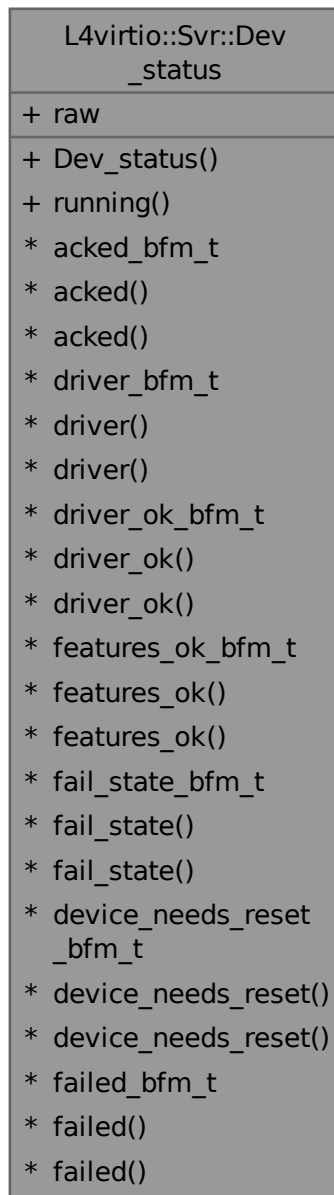 L4virtio::Svr::Dev
_status
+ raw
+ Dev_status()
+ running()
* acked_bfm_t
* acked()
* acked()
* driver_bfm_t
* driver()
* driver()
* driver_ok_bfm_t
* driver_ok()
* driver_ok()
* features_ok_bfm_t
* features_ok()
* features_ok()
* fail_state_bfm_t
* fail_state()
* fail_state()
* device_needs_reset
_bfm_t
* device_needs_reset()
* device_needs_reset()
* failed_bfm_t
* failed()
* failed()